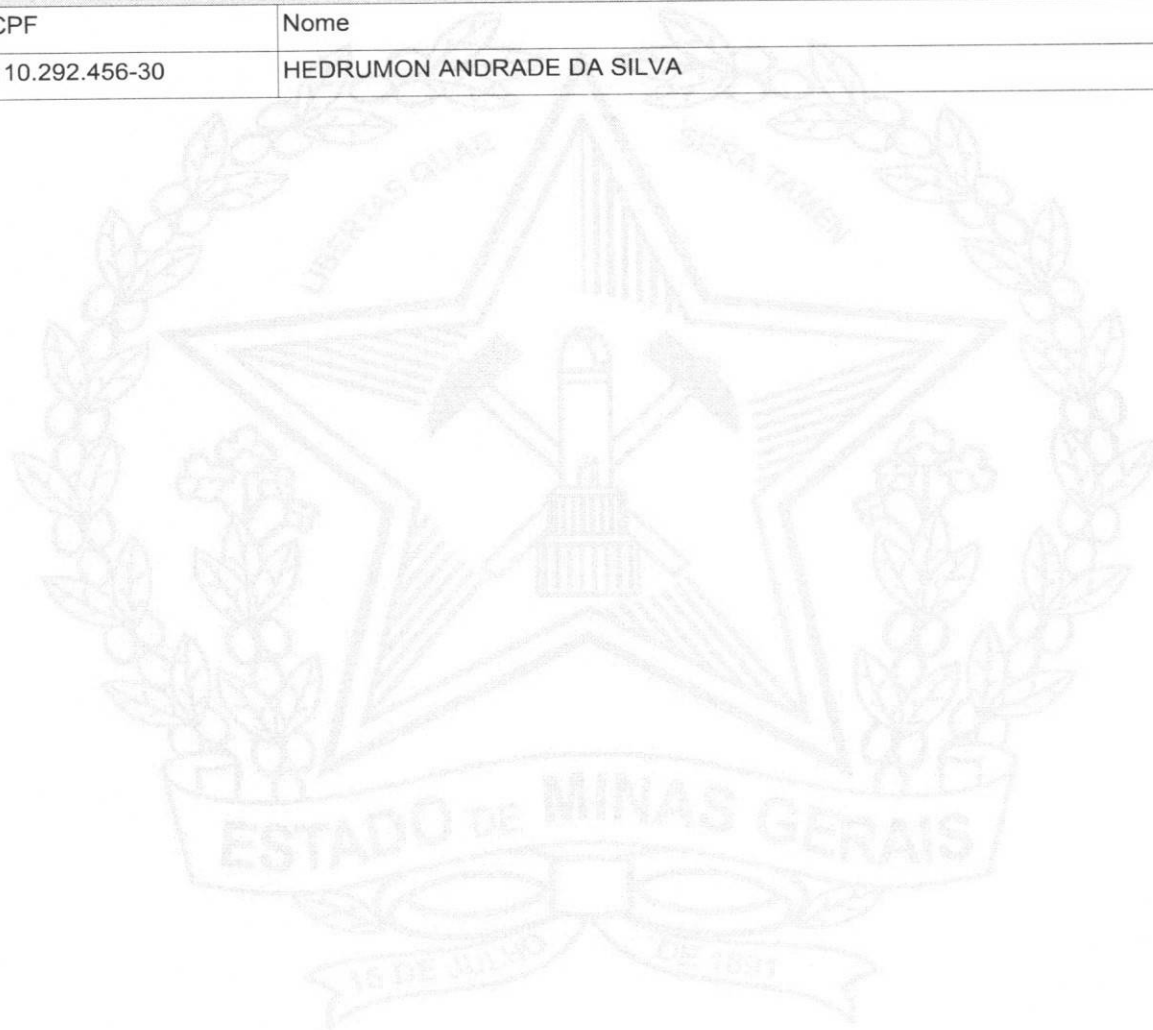 CPF Nome
10.292.456-30 HEDRUMON ANDRADE DA SILVA
LIBERTAS QUAE SERA TAMEN
ESTADO DE MINAS GERAIS
15 DE JULHO DE 1891